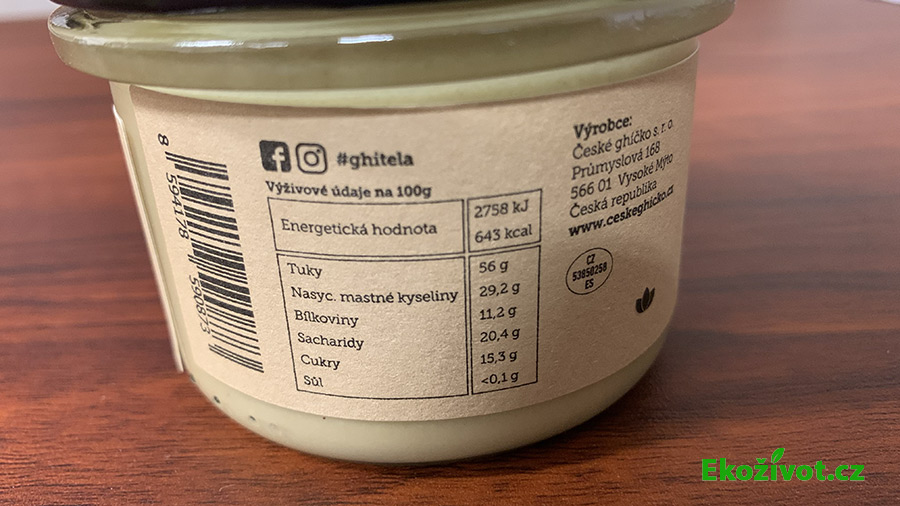 8 594178 590873
#ghitela
Výživové údaje na 100g
Energetická hodnota 2758 kJ
643 kcal
Tuky 56 g
Nasyc. mastné kyseliny 29,2 g
Bílkoviny 11,2 g
Sacharidy 20,4 g
Cukry 15,3 g
Sůl <0,1 g
Výrobce:
České ghíčko s. r. o.
Průmyslová 168
566 01 Vysoké Mýto
Česká republika
www.ceskeghicko.cz
CZ
53850258
ES
Ekoživot.cz